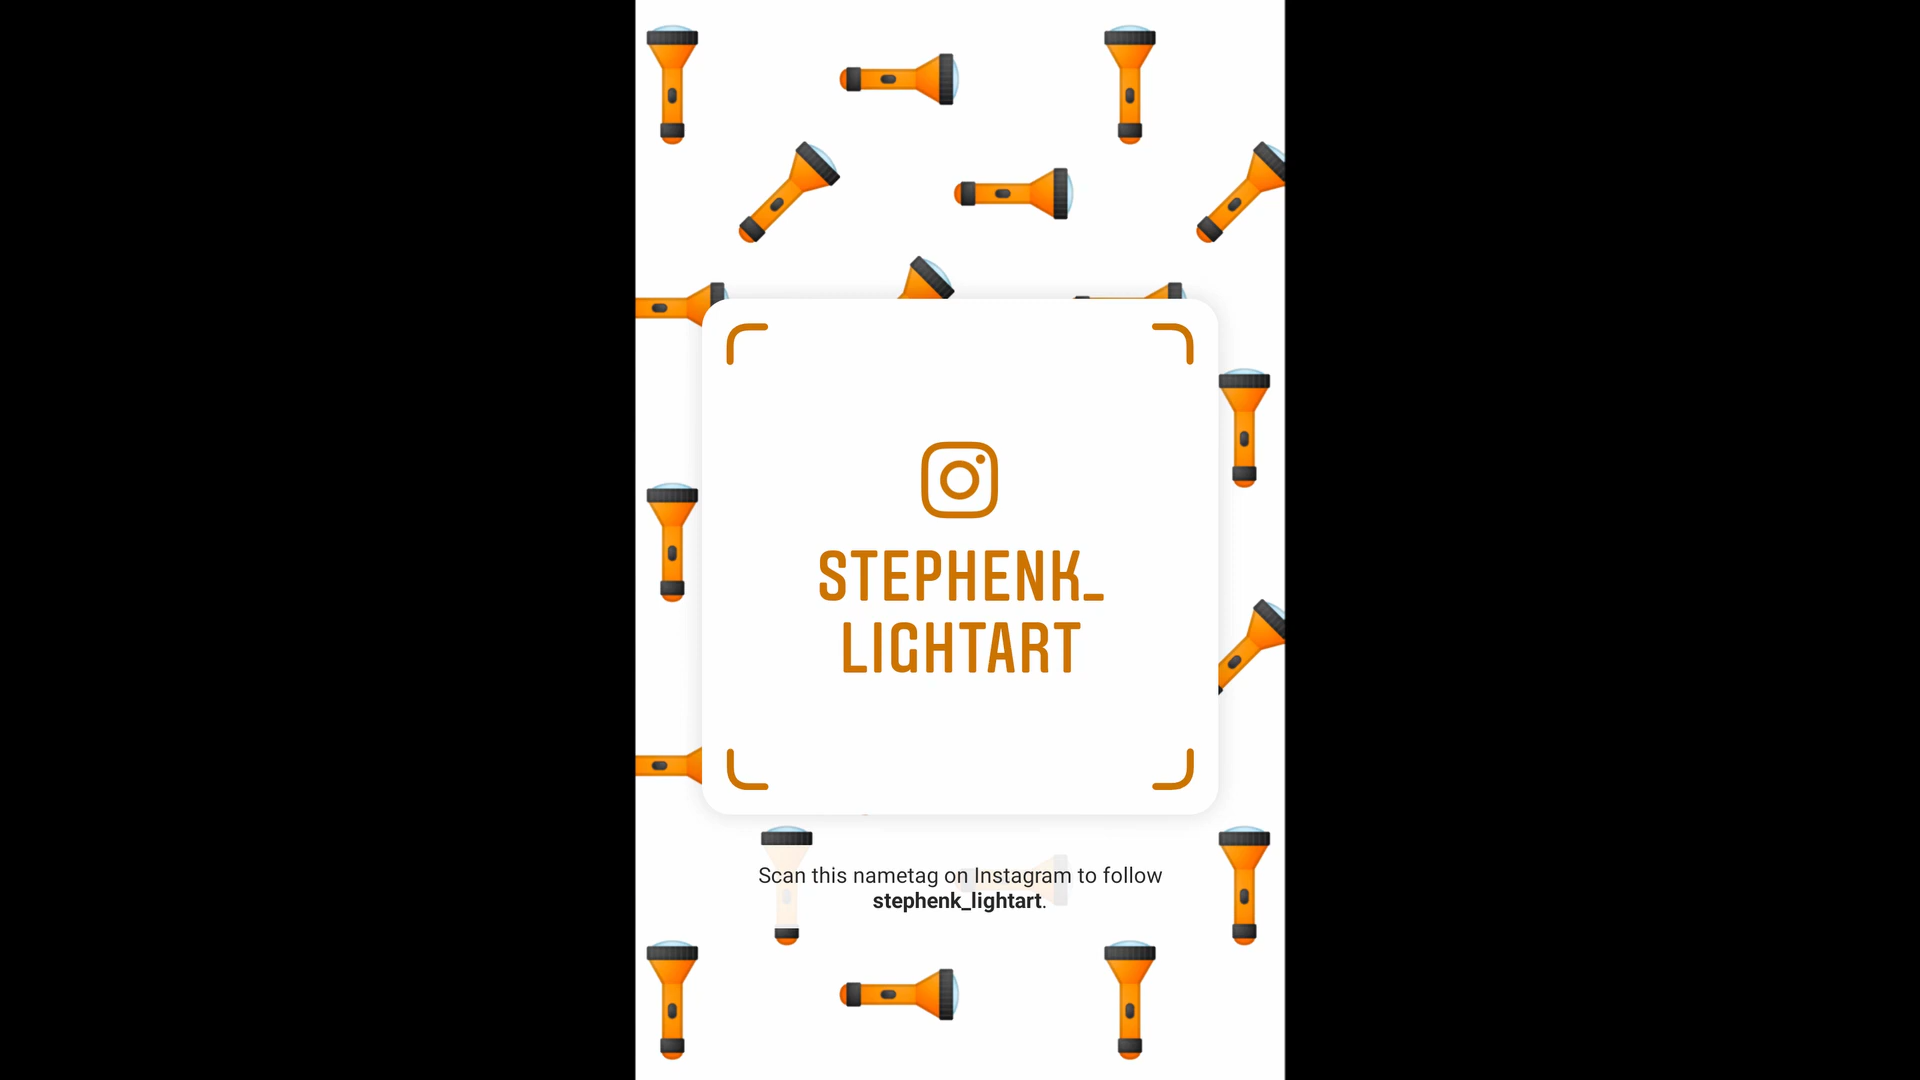 STEPHENK_
LIGHTART
Scan this nametag on Instagram to follow
stephenk_lightart.